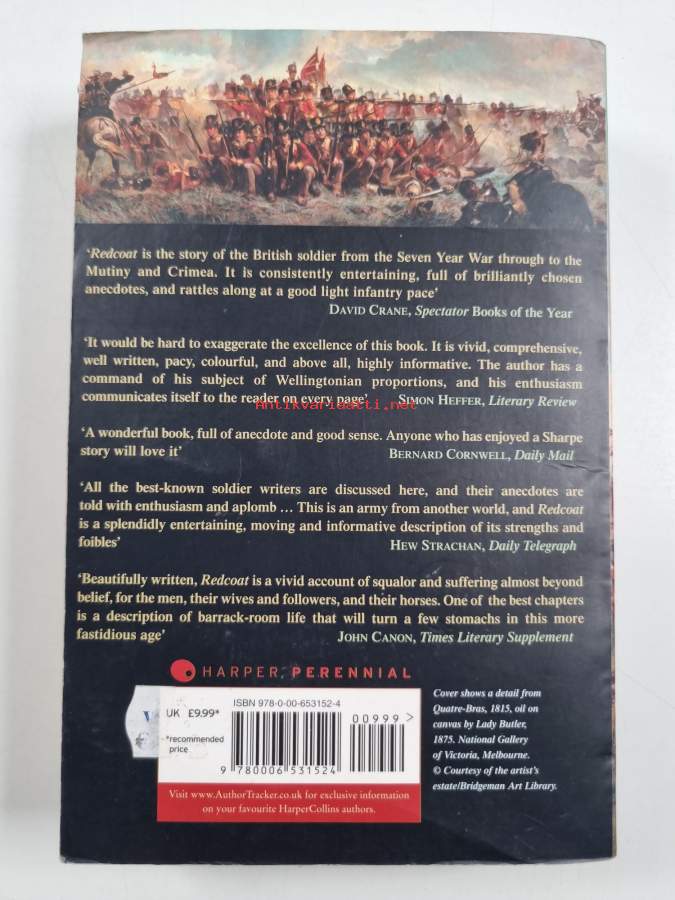 ‘Redcoat is the story of the British soldier from the Seven Year War through to the
Mutiny and Crimea. It is consistently entertaining, full of brilliantly chosen
anecdotes, and rattles along at a good light infantry pace’
DAVID CRANE, Spectator Books of the Year
‘It would be hard to exaggerate the excellence of this book. It is vivid, comprehensive,
well written, pacy, colourful, and above all, highly informative. The author has a
command of his subject of Wellingtonian proportions, and his enthusiasm
communicates itself to the reader on every page’ SIMON HEFFER, Literary Review
Antikvariaatti.net
‘A wonderful book, full of anecdote and good sense. Anyone who has enjoyed a Sharpe
story will love it’ BERNARD CORNWELL, Daily Mail
‘All the best-known soldier writers are discussed here, and their anecdotes are
told with enthusiasm and aplomb ... This is an army from another world, and Redcoat
is a splendidly entertaining, moving and informative description of its strengths and
foibles’ HEW STRACHAN, Daily Telegraph
‘Beautifully written, Redcoat is a vivid account of squalor and suffering almost beyond
belief, for the men, their wives and followers, and their horses. One of the best chapters
is a description of barrack-room life that will turn a few stomachs in this more
fastidious age’ JOHN CANON, Times Literary Supplement
HARPER PERENNIAL
ISBN 978-0-00-653152-4
UK £9.99*
*recommended
price
00999
9 780006 531524
Visit www.AuthorTracker.co.uk for exclusive information
on your favourite HarperCollins authors.
Cover shows a detail from
Quatre-Bras, 1815, oil on
canvas by Lady Butler,
1875. National Gallery
of Victoria, Melbourne.
© Courtesy of the artist's
estate/Bridgeman Art Library.